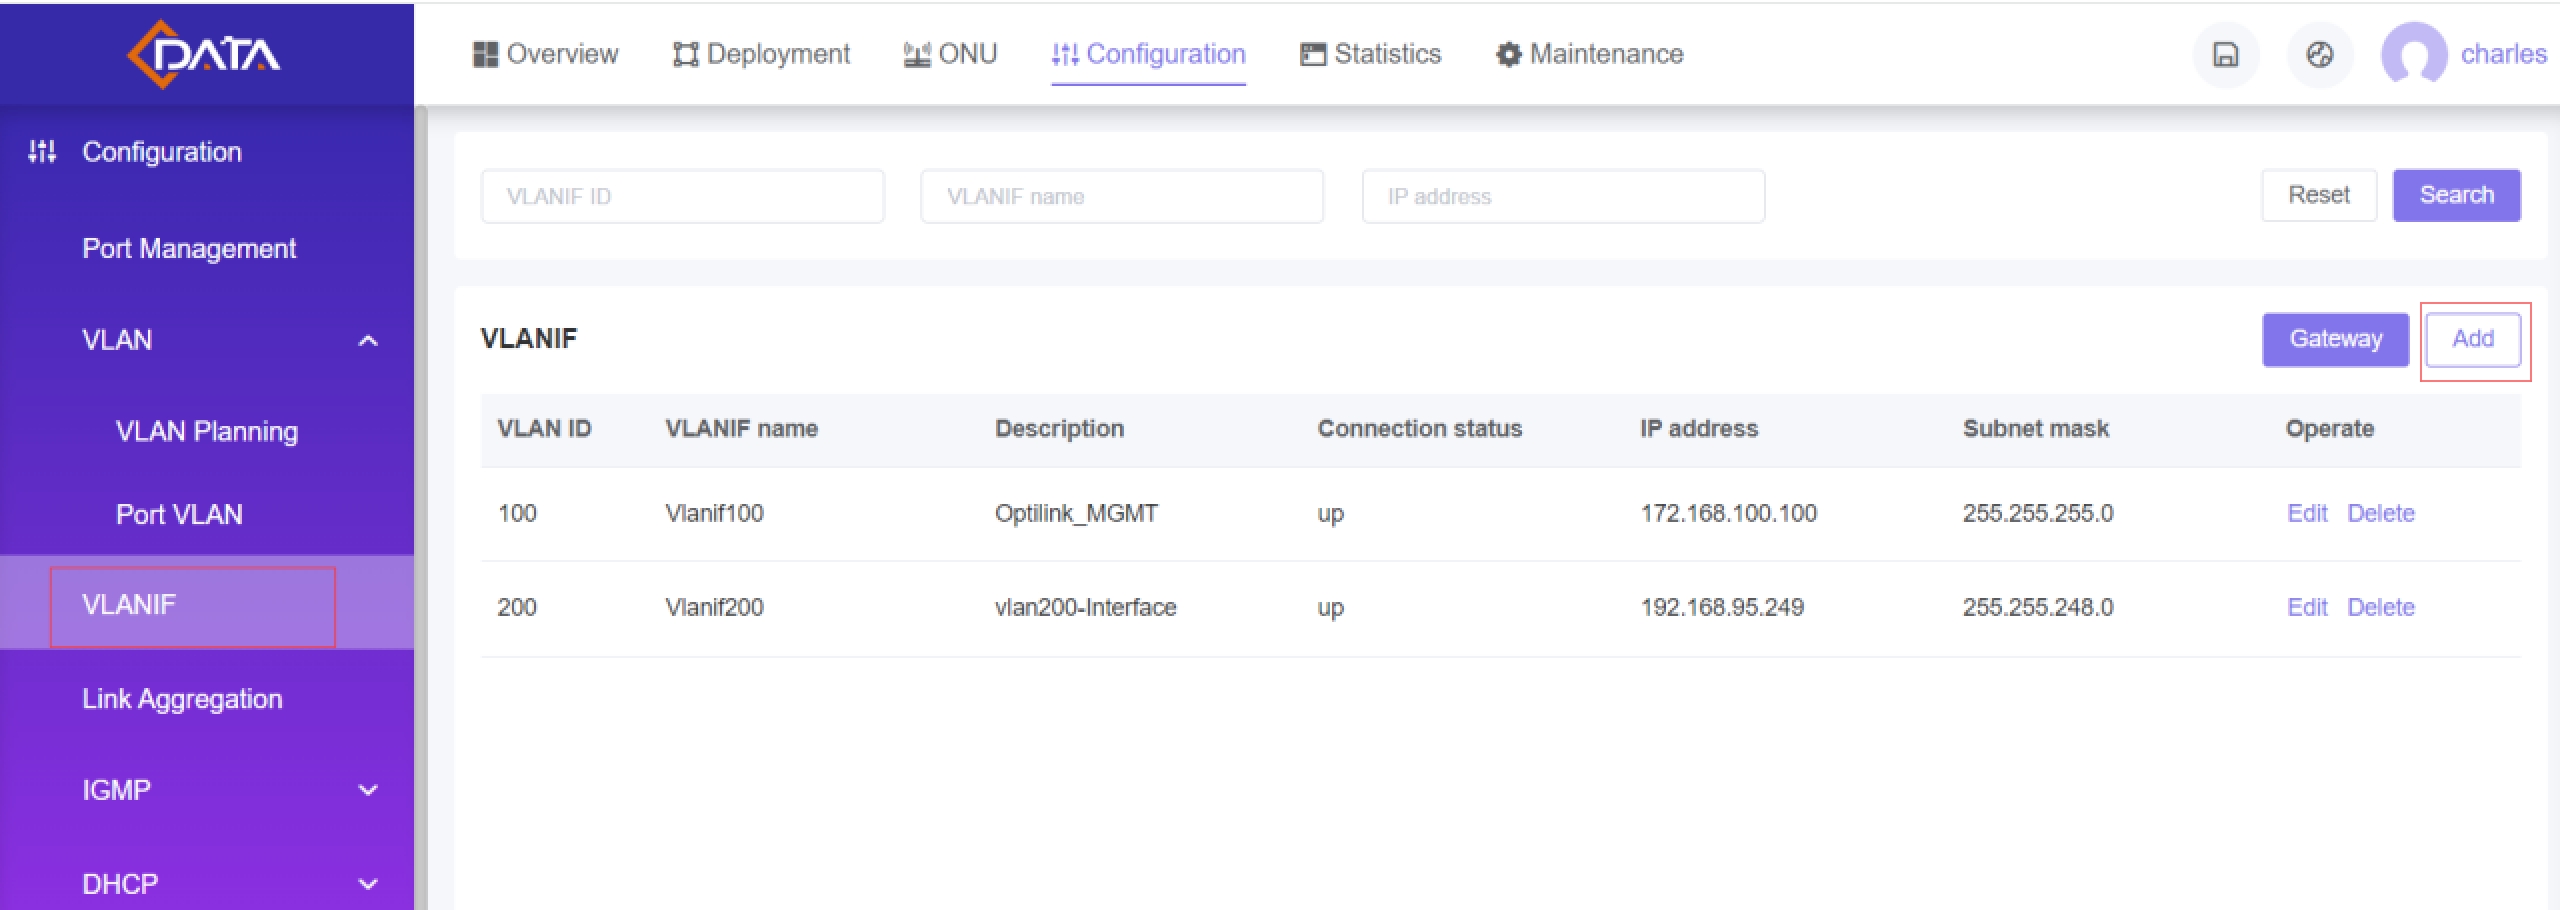 DATA
Overview Deployment ONU Configuration Statistics Maintenance charles
Configuration
Port Management
VLAN
VLAN Planning
Port VLAN
VLANIF
Link Aggregation
IGMP
DHCP
VLANIF ID VLANIF name IP address Reset Search
VLANIF Gateway Add
VLAN ID VLANIF name Description Connection status IP address Subnet mask Operate
100 Vlanif100 Optilink_MGMT up 172.168.100.100 255.255.255.0 Edit Delete
200 Vlanif200 vlan200-Interface up 192.168.95.249 255.255.248.0 Edit Delete